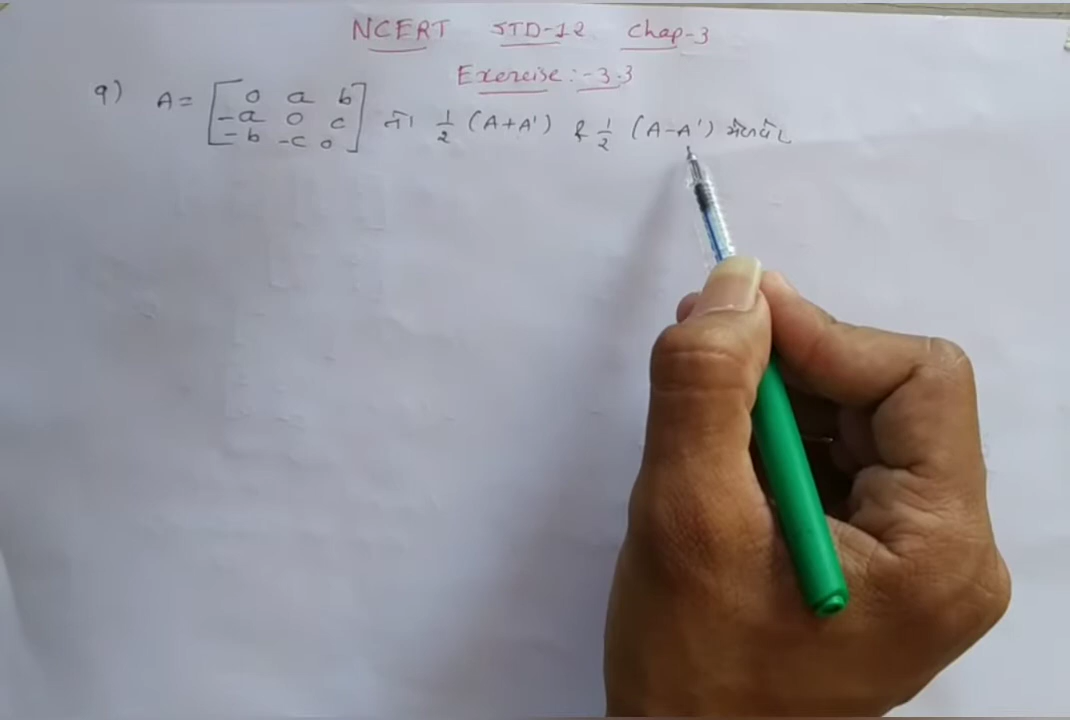 NCERT STD-12 Chap-3
Exercise:-3.3
9) A = [ 0 a b
-a 0 c
-b -c 0 ] તો 1/2 (A+A') & 1/2 (A-A') મેળવો